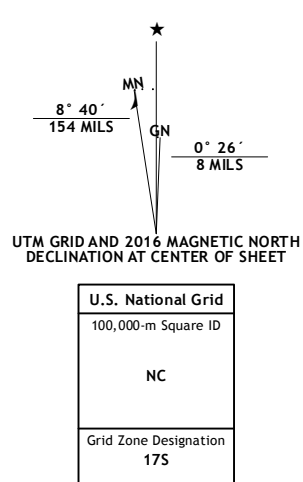 ★
MN
8° 40´
154 MILS
GN
0° 26´
8 MILS
UTM GRID AND 2016 MAGNETIC NORTH
DECLINATION AT CENTER OF SHEET
U.S. National Grid
100,000-m Square ID
NC
Grid Zone Designation
17S